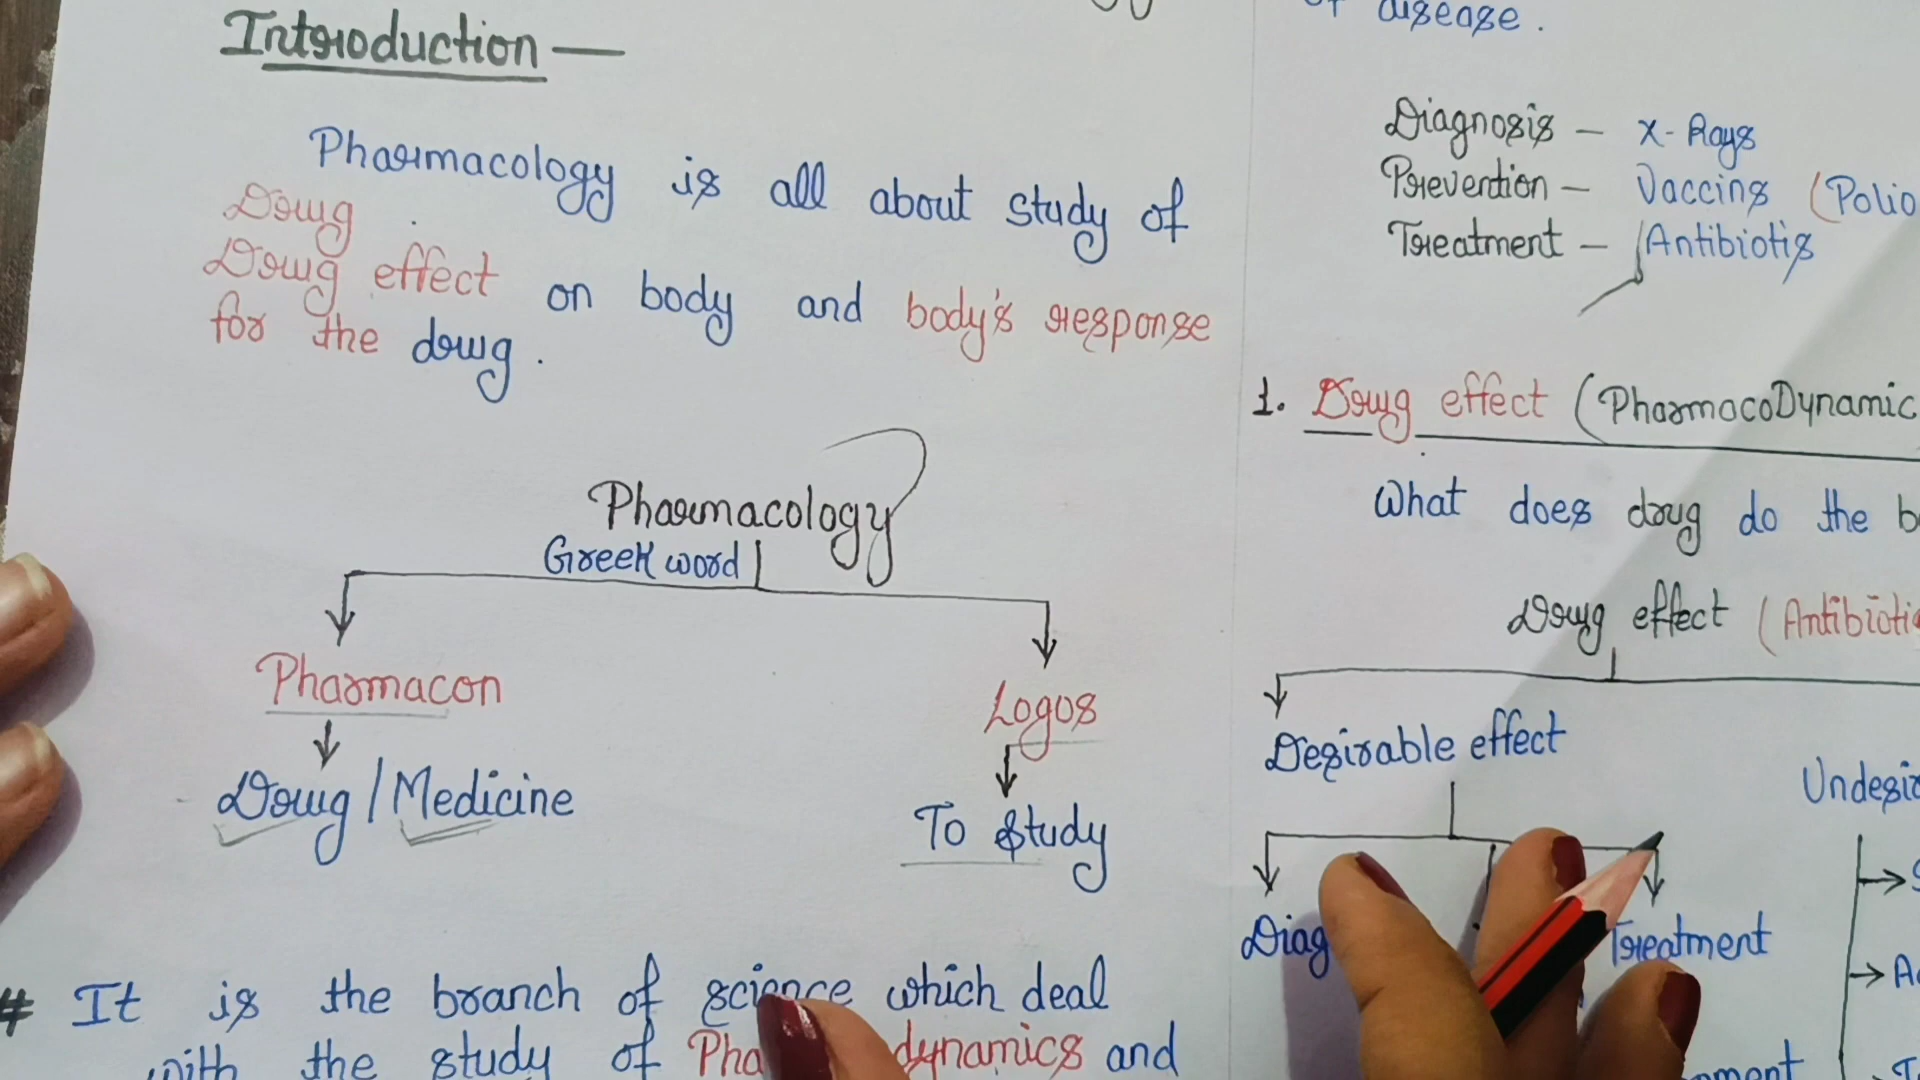 Introduction —
Pharmacology is all about study of
Drug
Drug effect on body and body's response
for the drug.
Pharmacology
Greek word
Pharmacon
Logos
Drug / Medicine
To Study
# It is the branch of science which deal
with the study of dynamics and
of disease.
Diagnosis — X-Rays
Prevention — Vaccins (Polio
Treatment — Antibiotis
1. Drug effect (PharmacoDynamic
What does drug do the b
Drug effect (Antibioti
Desirable effect
Undesir
Diag
Treatment